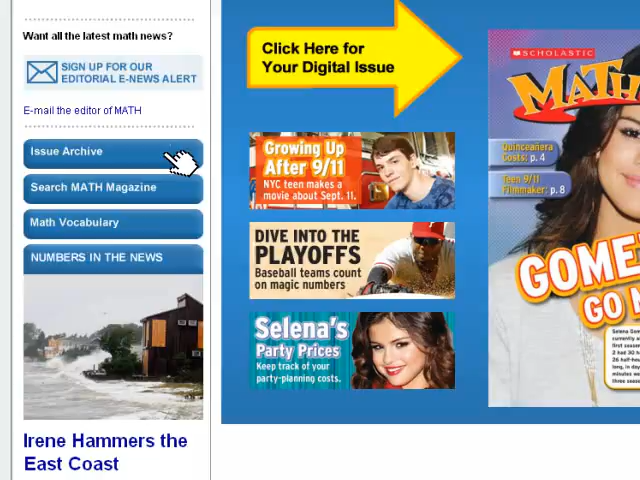 Want all the latest math news?
SIGN UP FOR OUR
EDITORIAL E-NEWS ALERT
E-mail the editor of MATH
Issue Archive
Search MATH Magazine
Math Vocabulary
NUMBERS IN THE NEWS
Irene Hammers the
East Coast
Click Here for
Your Digital Issue
Growing Up
After 9/11
NYC teen makes a
movie about Sept. 11.
DIVE INTO THE
PLAYOFFS
Baseball teams count
on magic numbers
Selena's
Party Prices
Keep track of your
party-planning costs.
SCHOLASTIC
MATH
Quinceañera
Costs: p. 4
Teen 9/11
Filmmaker: p. 8
GOME
GO